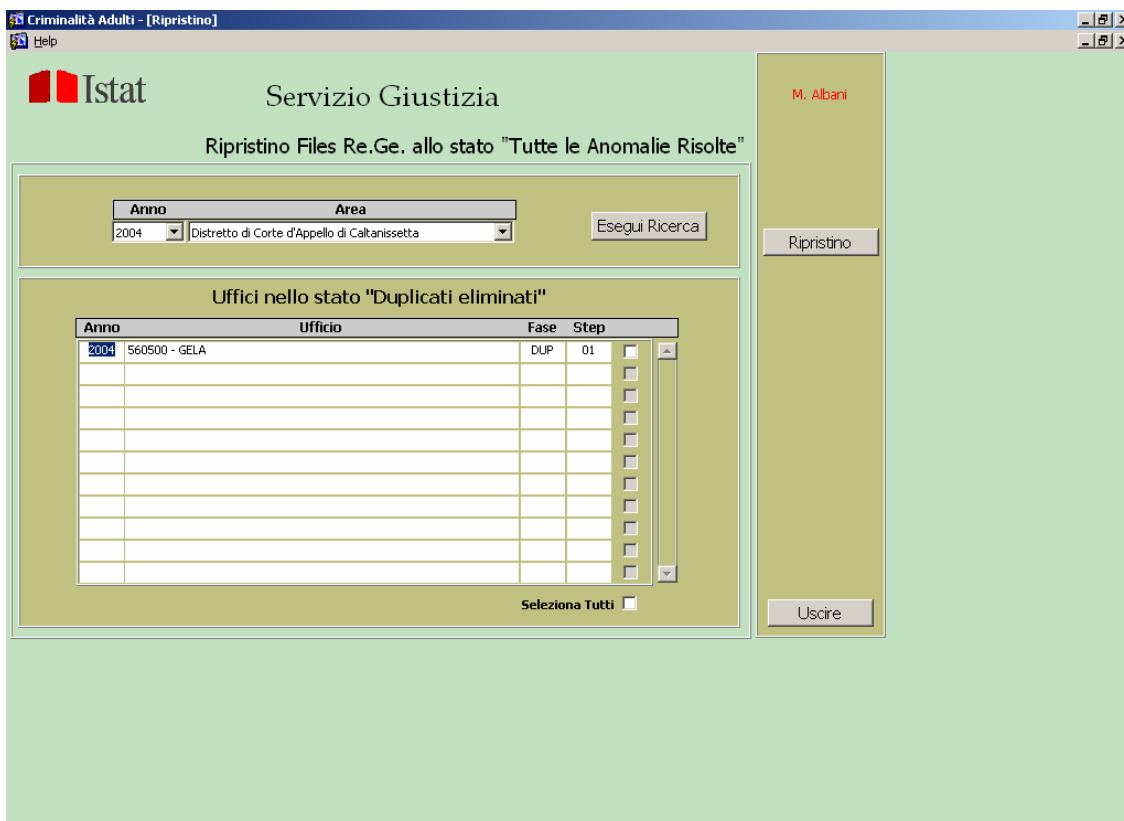 Criminalità Adulti - [Ripristino]
Help
Istat
Servizio Giustizia
M. Albani
Ripristino Files Re.Ge. allo stato "Tutte le Anomalie Risolte"
Anno Area
2004 Distretto di Corte d'Appello di Caltanissetta
Esegui Ricerca
Ripristino
Uffici nello stato "Duplicati eliminati"
Anno Ufficio Fase Step
2004 560500 - GELA DUP 01
Seleziona Tutti
Uscire